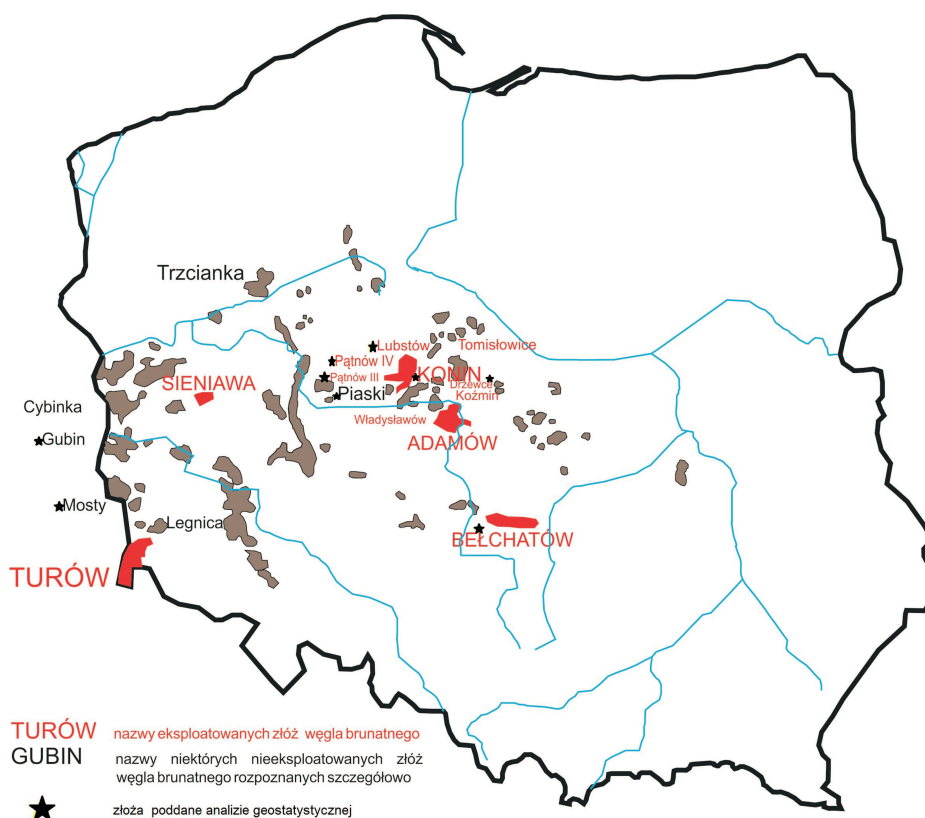 Trzcianka
Lubstów
Tomisłowice
Pątnów IV
Pątnów III
KONIN
SIENIAWA
Drzewce
Piaski
Koźmin
Cybinka
Władysławów
Gubin
ADAMÓW
Mosty
Legnica
BEŁCHATÓW
TURÓW
TURÓW nazwy eksploatowanych złóż węgla brunatnego
GUBIN nazwy niektórych nieeksploatowanych złóż
węgla brunatnego rozpoznanych szczegółowo
złoża poddane analizie geostatystycznej